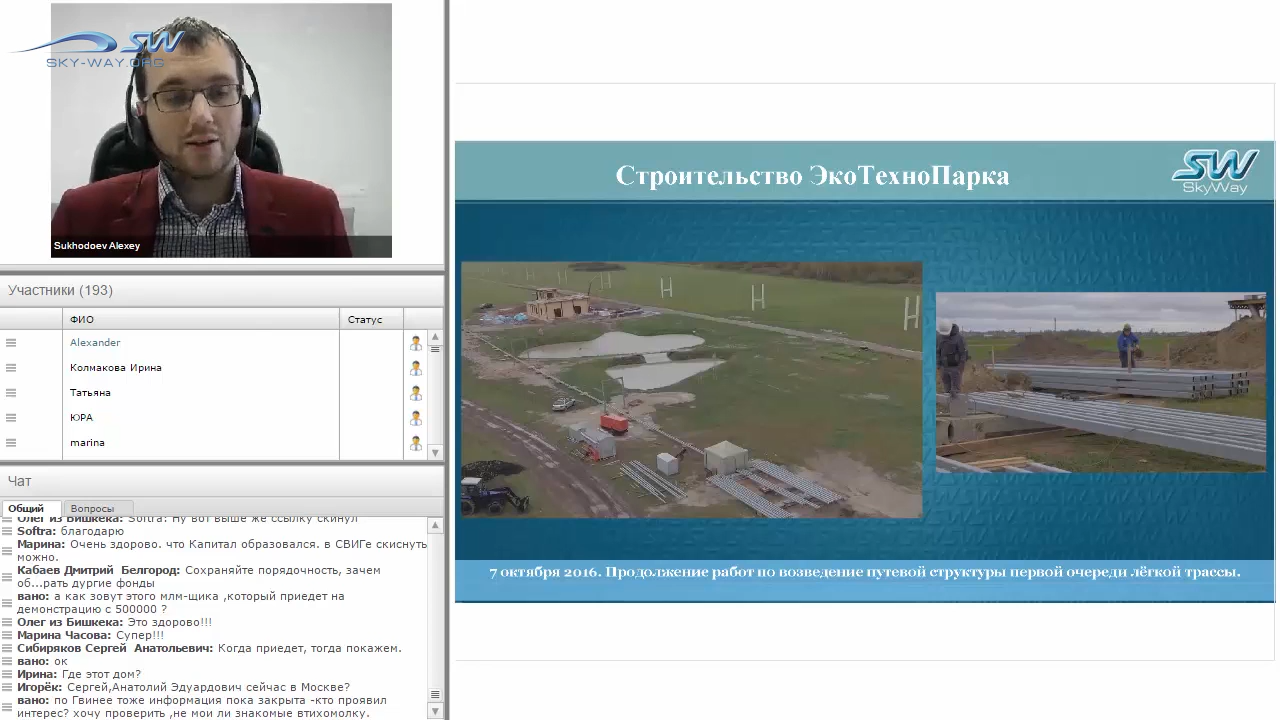 SW
SKY-WAY.ORG
Sukhodoev Alexey
Участники (193)
ФИО
Статус
Alexander
Колмакова Ирина
Татьяна
ЮРА
marina
Чат
Общий
Вопросы
Олег из Бишкека: Softra: Ну вот выше же ссылку скинул
Softra: благодарю
Марина: Очень здорово. что Капитал образовался. в СВИГе скиснуть
можно.
Кабаев Дмитрий Белгород: Сохраняйте порядочность, зачем
об...рать дургие фонды
вано: а как зовут этого млм-щика ,который приедет на
демонстрацию с 500000 ?
Олег из Бишкека: Это здорово!!!
Марина Часова: Супер!!!
Сибиряков Сергей Анатольевич: Когда приедет, тогда покажем.
вано: ок
Ирина: Где этот дом?
Игорёк: Сергей,Анатолий Эдуардович сейчас в Москве?
вано: по Гвинее тоже информация пока закрыта -кто проявил
интерес? хочу проверить ,не мои ли знакомые втихомолку.
Строительство ЭкоТехноПарка
SW
SkyWay
7 октября 2016. Продолжение работ по возведение путевой структуры первой очереди лёгкой трассы.